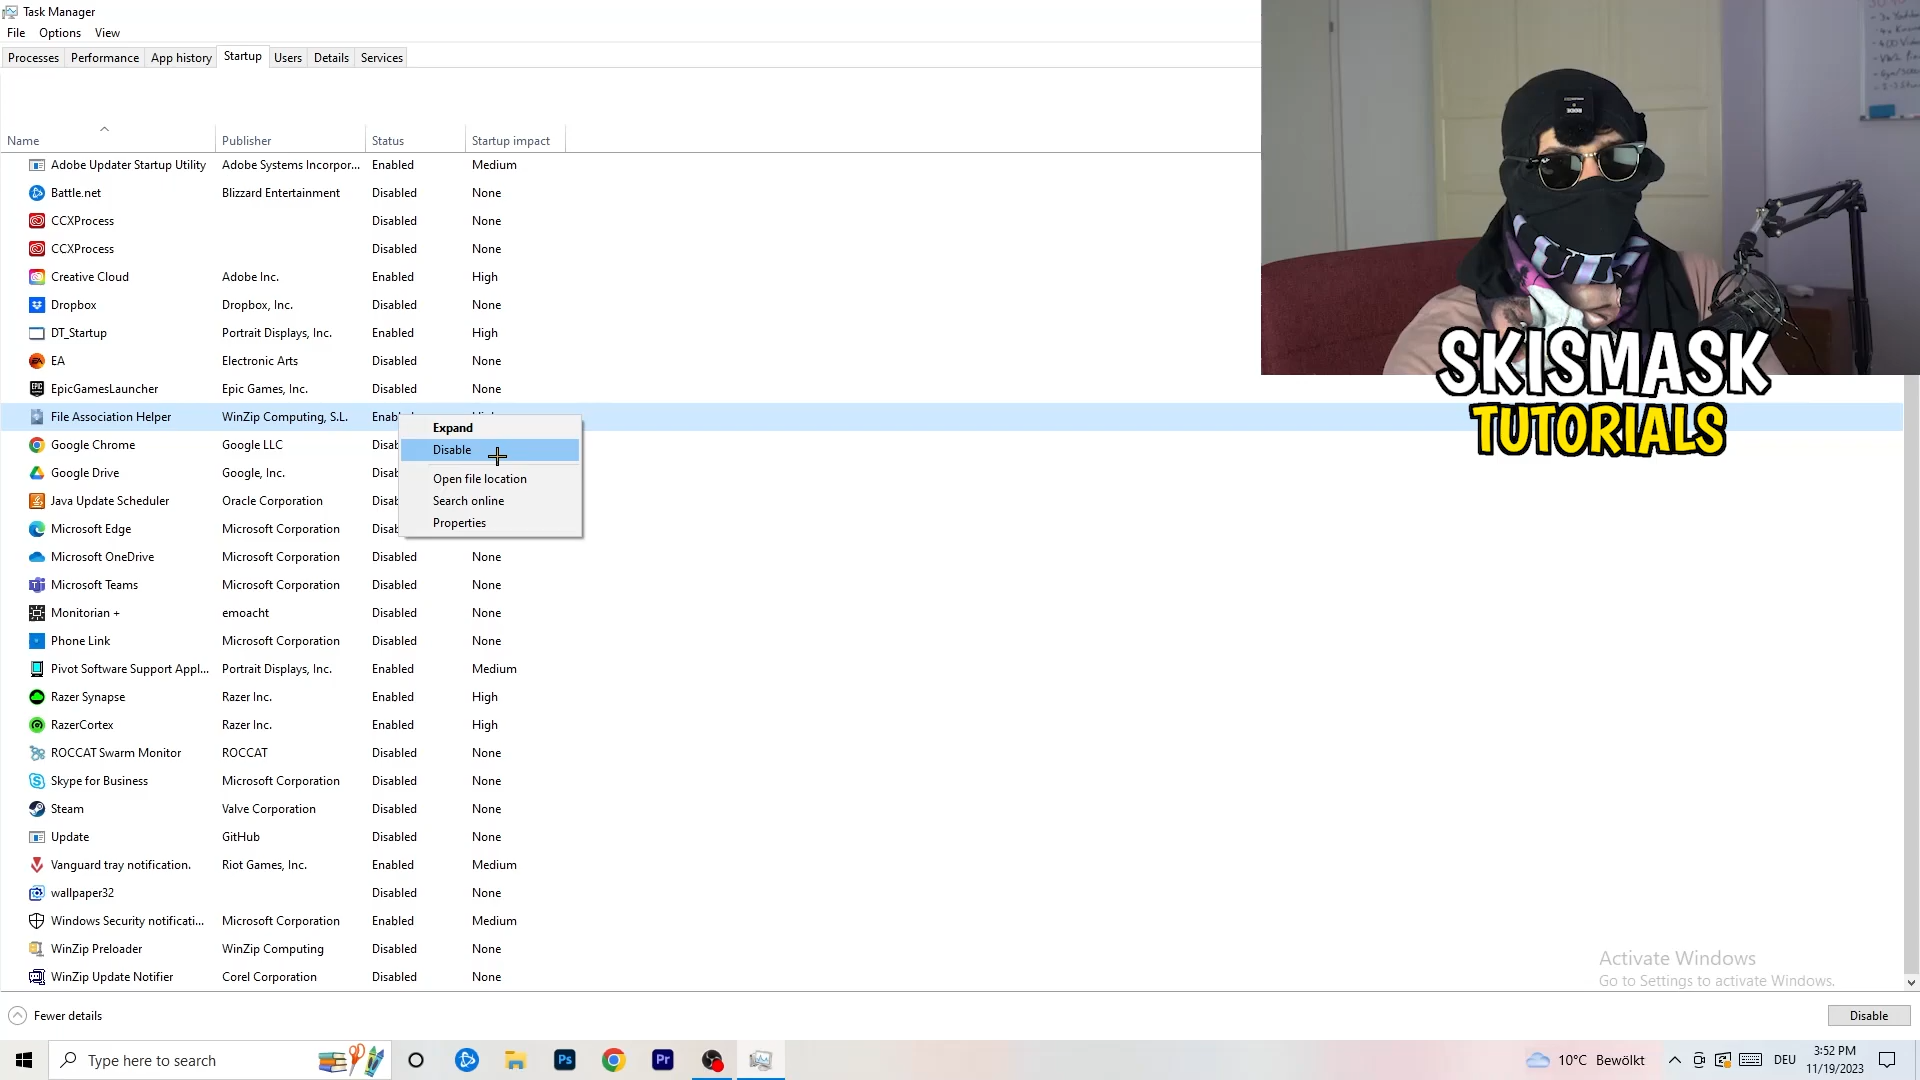 Task Manager
File Options View
Processes Performance App history Startup Users Details Services
Name Publisher Status Startup impact
Adobe Updater Startup Utility Adobe Systems Incorpor... Enabled Medium
Battle.net Blizzard Entertainment Disabled None
CCXProcess Disabled None
CCXProcess Disabled None
Creative Cloud Adobe Inc. Enabled High
Dropbox Dropbox, Inc. Disabled None
DT_Startup Portrait Displays, Inc. Enabled High
EA Electronic Arts Disabled None
EpicGamesLauncher Epic Games, Inc. Disabled None
File Association Helper WinZip Computing, S.L.
Google Chrome Google LLC
Google Drive Google, Inc.
Java Update Scheduler Oracle Corporation
Microsoft Edge Microsoft Corporation
Expand
Disable
Open file location
Search online
Properties
Microsoft OneDrive Microsoft Corporation Disabled None
Microsoft Teams Microsoft Corporation Disabled None
Monitorian + emoacht Disabled None
Phone Link Microsoft Corporation Disabled None
Pivot Software Support Appl... Portrait Displays, Inc. Enabled Medium
Razer Synapse Razer Inc. Enabled High
RazerCortex Razer Inc. Enabled High
ROCCAT Swarm Monitor ROCCAT Disabled None
Skype for Business Microsoft Corporation Disabled None
Steam Valve Corporation Disabled None
Update GitHub Disabled None
Vanguard tray notification. Riot Games, Inc. Enabled Medium
wallpaper32 Disabled None
Windows Security notificati... Microsoft Corporation Enabled Medium
WinZip Preloader WinZip Computing Disabled None
WinZip Update Notifier Corel Corporation Disabled None
SKISMASK
TUTORIALS
Activate Windows
Go to Settings to activate Windows.
Fewer details
Disable
Type here to search
Ps
Pr
10°C Bewölkt
DEU
3:52 PM
11/19/2023